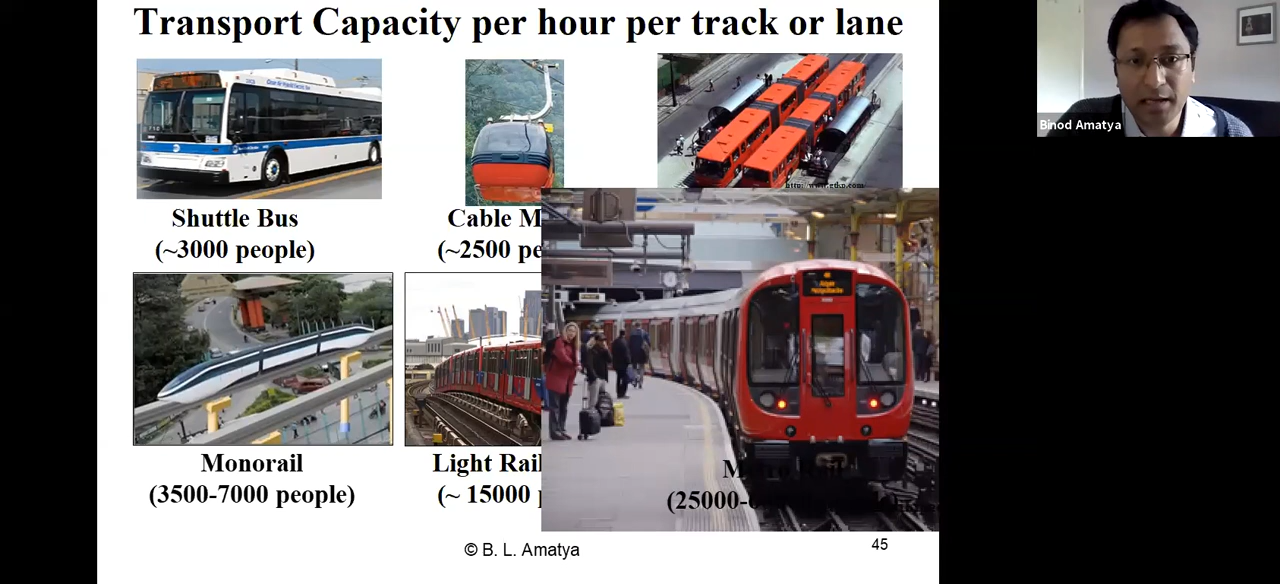 Transport Capacity per hour per track or lane
Binod Amatya
Shuttle Bus
(~3000 people)
Cable M
(~2500 pe
Monorail
(3500-7000 people)
Light Rail
(~ 15000
(25000-
© B. L. Amatya
45